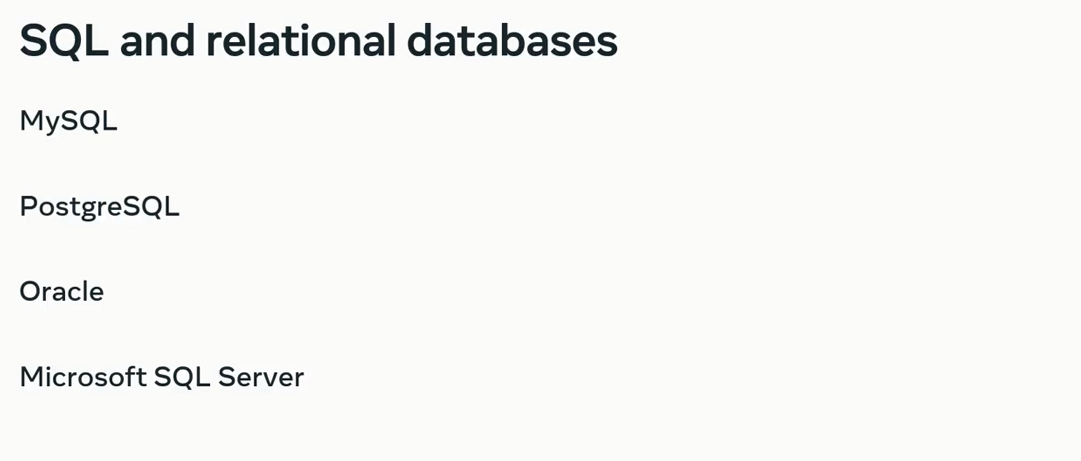 SQL and relational databases
MySQL
PostgreSQL
Oracle
Microsoft SQL Server